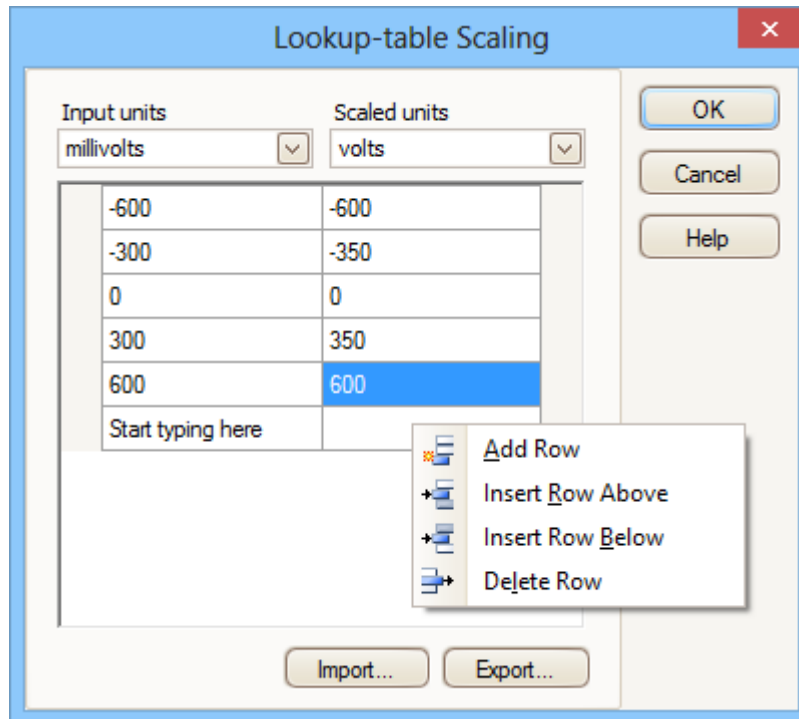 Lookup-table Scaling
Input units Scaled units
millivolts volts
-600 -600
-300 -350
0 0
300 350
600 600
Start typing here
Add Row
Insert Row Above
Insert Row Below
Delete Row
Import... Export...
OK
Cancel
Help